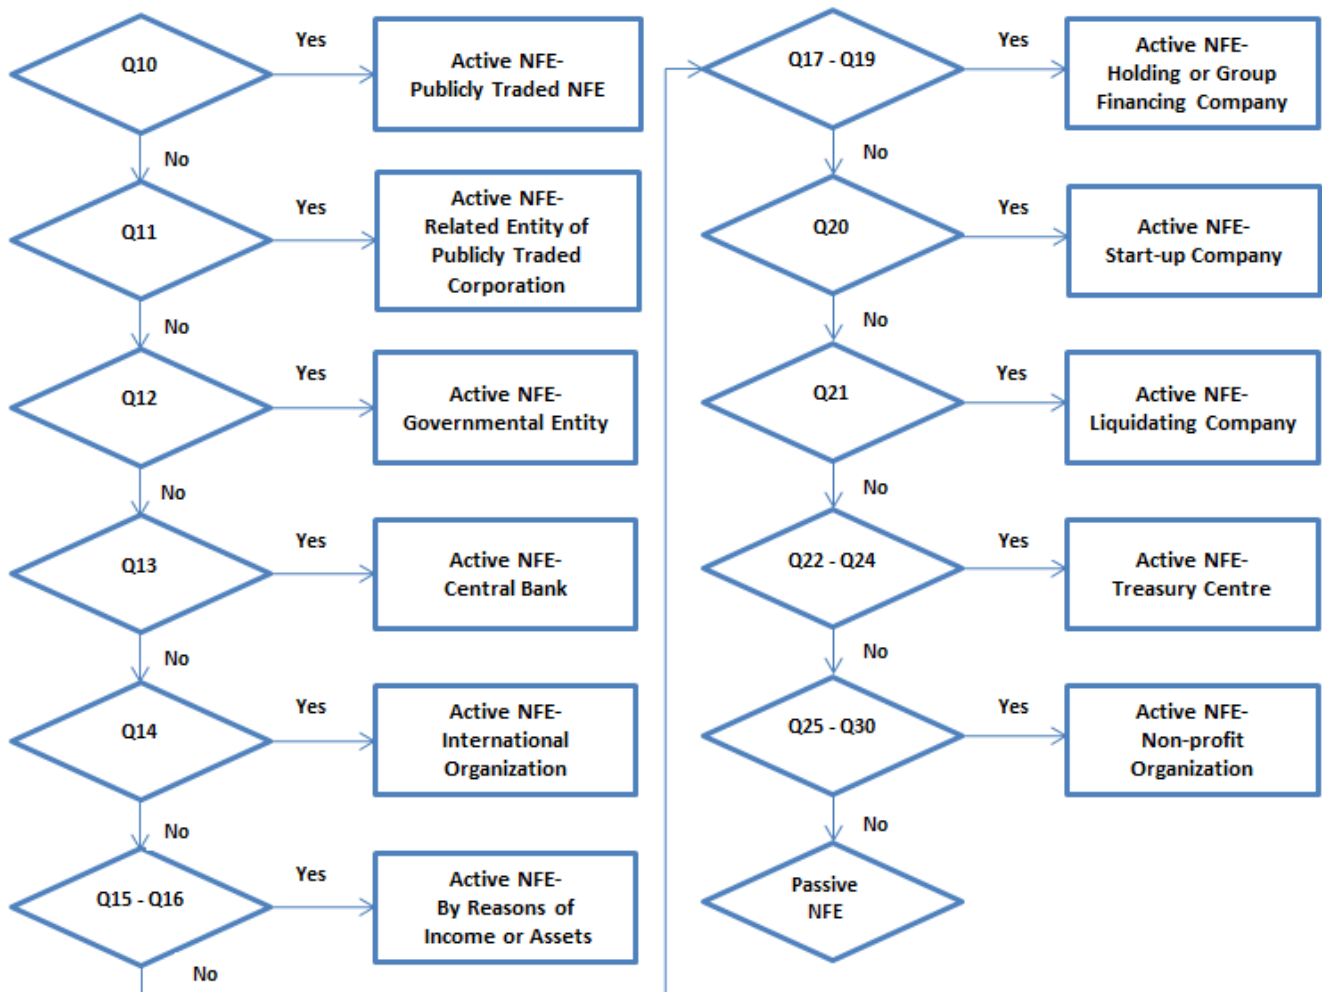 Q10
Yes
Active NFE-
Publicly Traded NFE
No
Q11
Yes
Active NFE-
Related Entity of
Publicly Traded
Corporation
No
Q12
Yes
Active NFE-
Governmental Entity
No
Q13
Yes
Active NFE-
Central Bank
No
Q14
Yes
Active NFE-
International
Organization
No
Q15 - Q16
Yes
Active NFE-
By Reasons of
Income or Assets
No
Q17 - Q19
Yes
Active NFE-
Holding or Group
Financing Company
No
Q20
Yes
Active NFE-
Start-up Company
No
Q21
Yes
Active NFE-
Liquidating Company
No
Q22 - Q24
Yes
Active NFE-
Treasury Centre
No
Q25 - Q30
Yes
Active NFE-
Non-profit
Organization
No
Passive
NFE